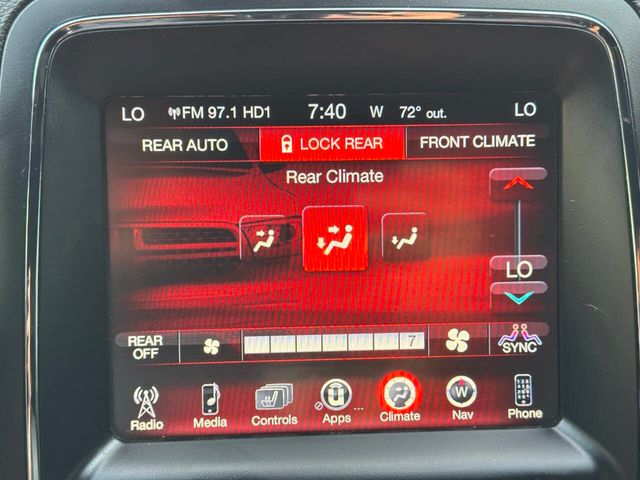 LO FM 97.1 HD1 7:40 W 72° out. LO
REAR AUTO LOCK REAR FRONT CLIMATE
Rear Climate
LO
REAR OFF 7 SYNC
W
Radio Media Controls Apps Climate Nav Phone